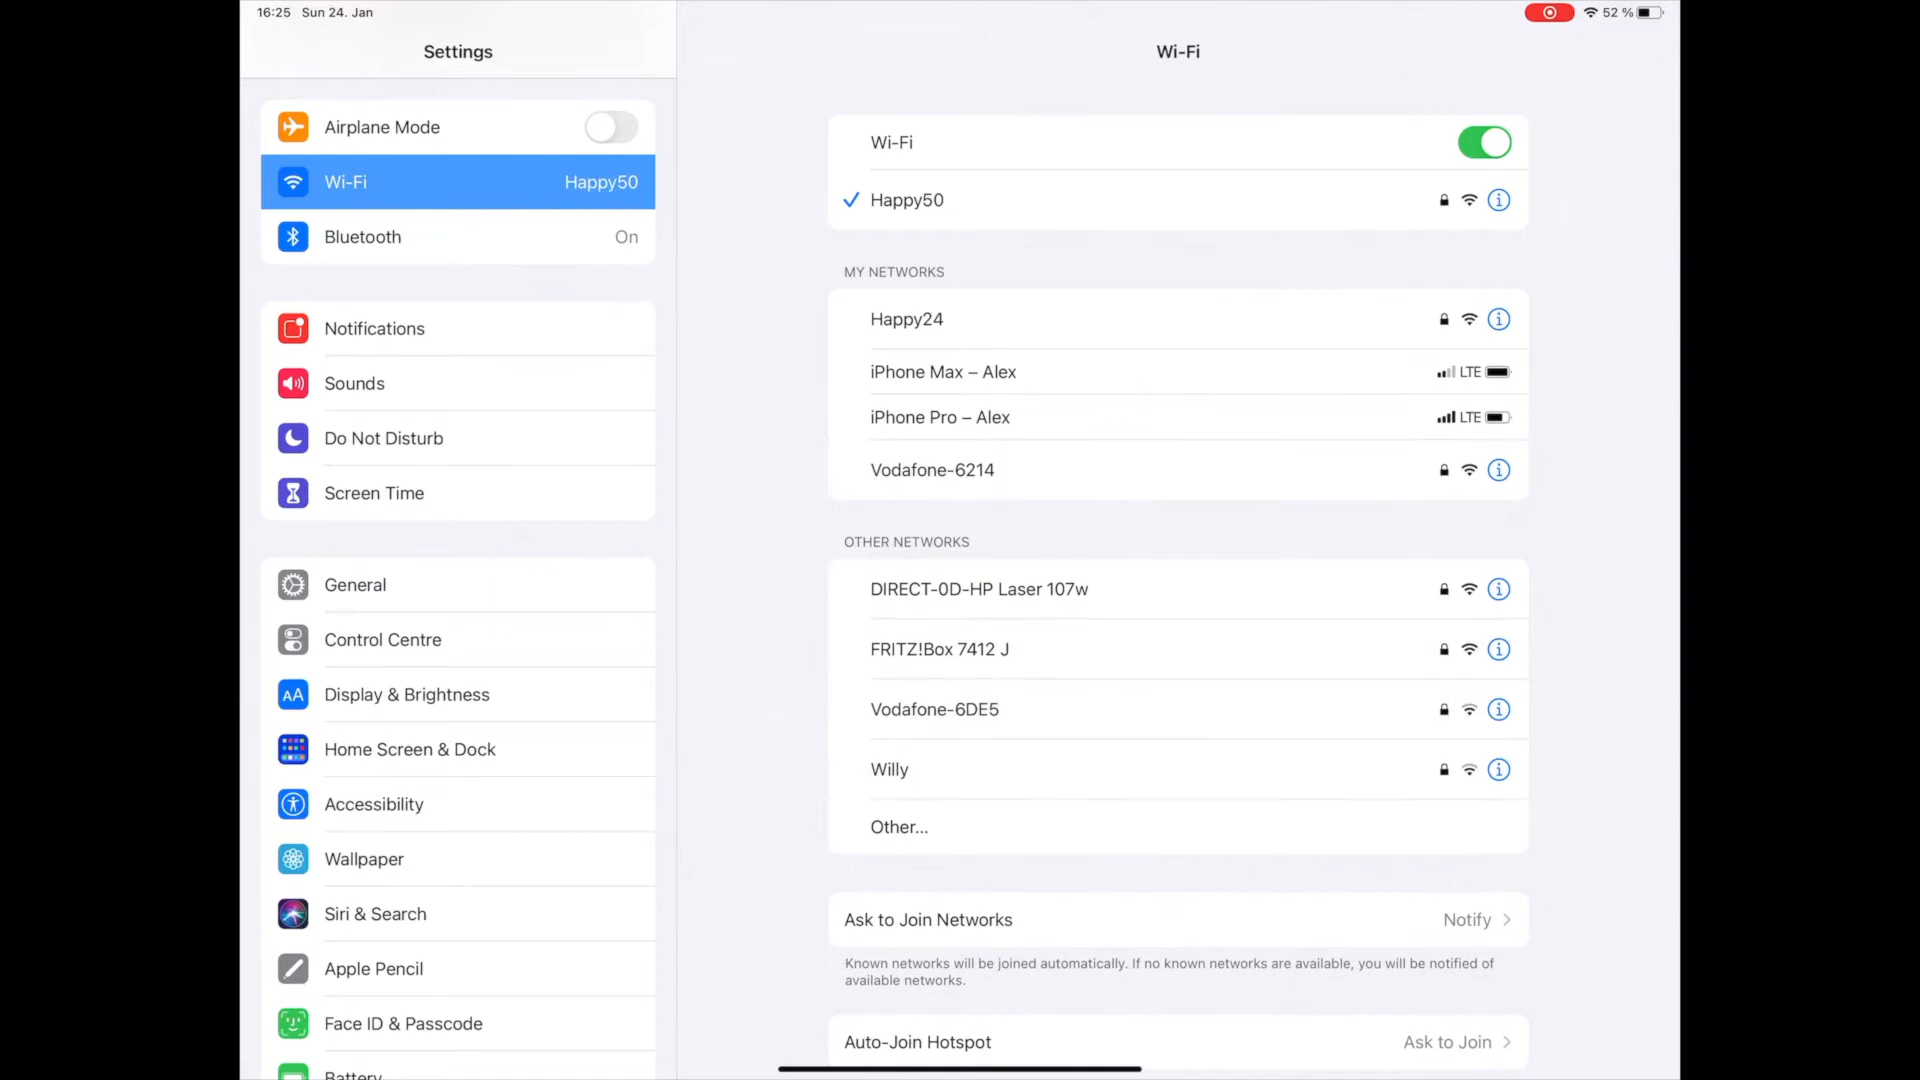 16:25 Sun 24. Jan
52 %
Settings
Airplane Mode
Wi-Fi Happy50
Bluetooth On
Notifications
Sounds
Do Not Disturb
Screen Time
General
Control Centre
AA Display & Brightness
Home Screen & Dock
Accessibility
Wallpaper
Siri & Search
Apple Pencil
Face ID & Passcode
Battery
Wi-Fi
Wi-Fi
Happy50
MY NETWORKS
Happy24
iPhone Max – Alex LTE
iPhone Pro – Alex LTE
Vodafone-6214
OTHER NETWORKS
DIRECT-0D-HP Laser 107w
FRITZ!Box 7412 J
Vodafone-6DE5
Willy
Other...
Ask to Join Networks Notify
Known networks will be joined automatically. If no known networks are available, you will be notified of
available networks.
Auto-Join Hotspot Ask to Join